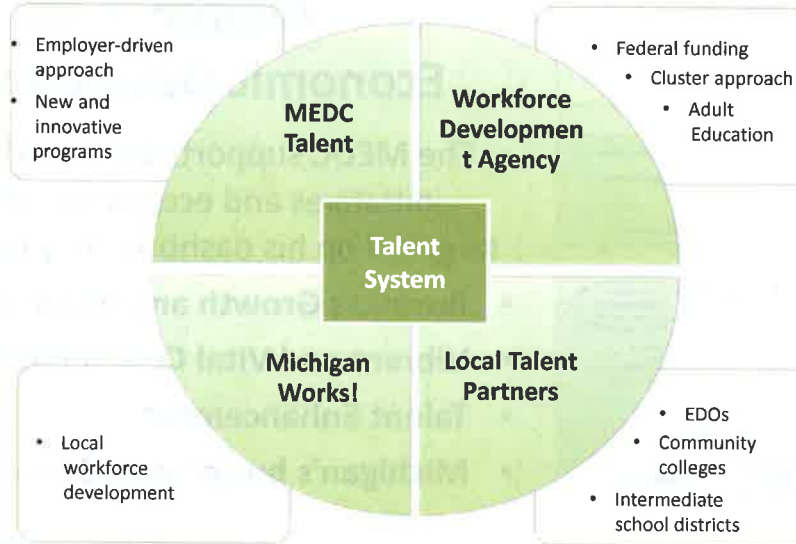 • Employer-driven
approach
• New and
innovative
programs
MEDC
Talent
Workforce
Developmen
t Agency
• Federal funding
• Cluster approach
• Adult
Education
Talent
System
Michigan
Works!
Local Talent
Partners
• Local
workforce
development
• EDOs
• Community
colleges
• Intermediate
school districts